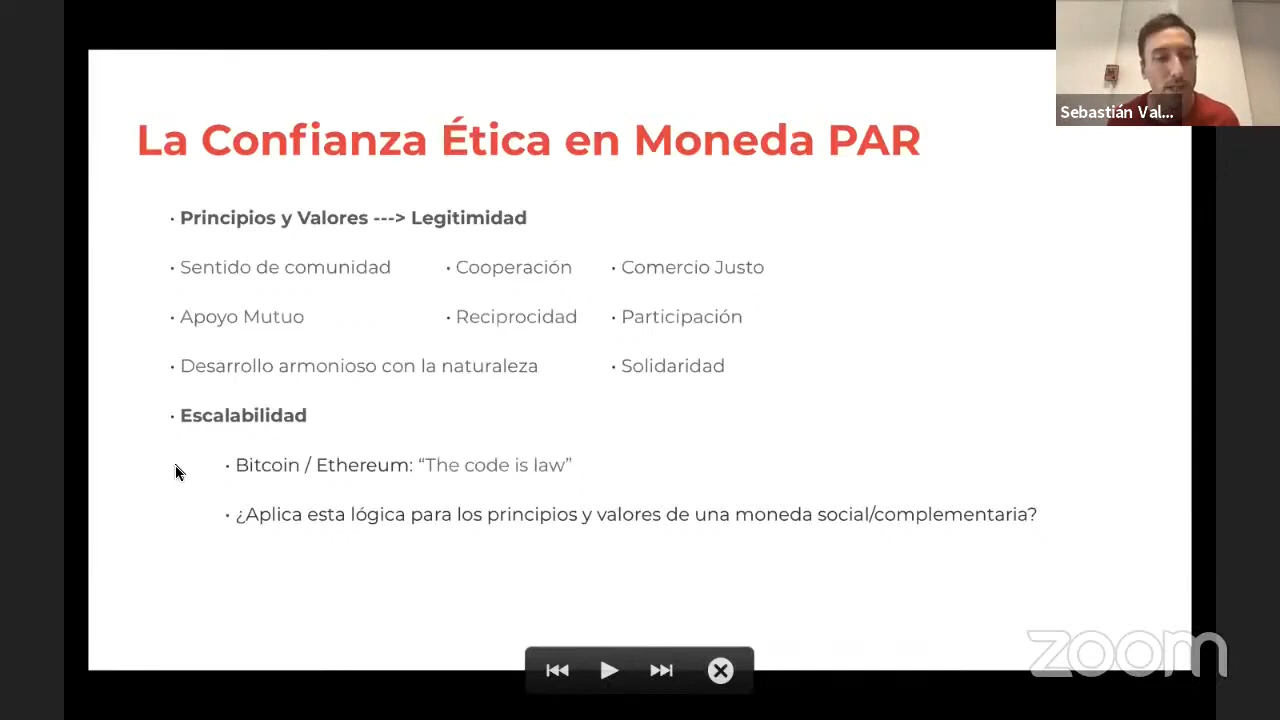 Sebastián Val...
La Confianza Ética en Moneda PAR
· Principios y Valores ---> Legitimidad
· Sentido de comunidad · Cooperación · Comercio Justo
· Apoyo Mutuo · Reciprocidad · Participación
· Desarrollo armonioso con la naturaleza · Solidaridad
· Escalabilidad
· Bitcoin / Ethereum: “The code is law”
· ¿Aplica esta lógica para los principios y valores de una moneda social/complementaria?
zoom